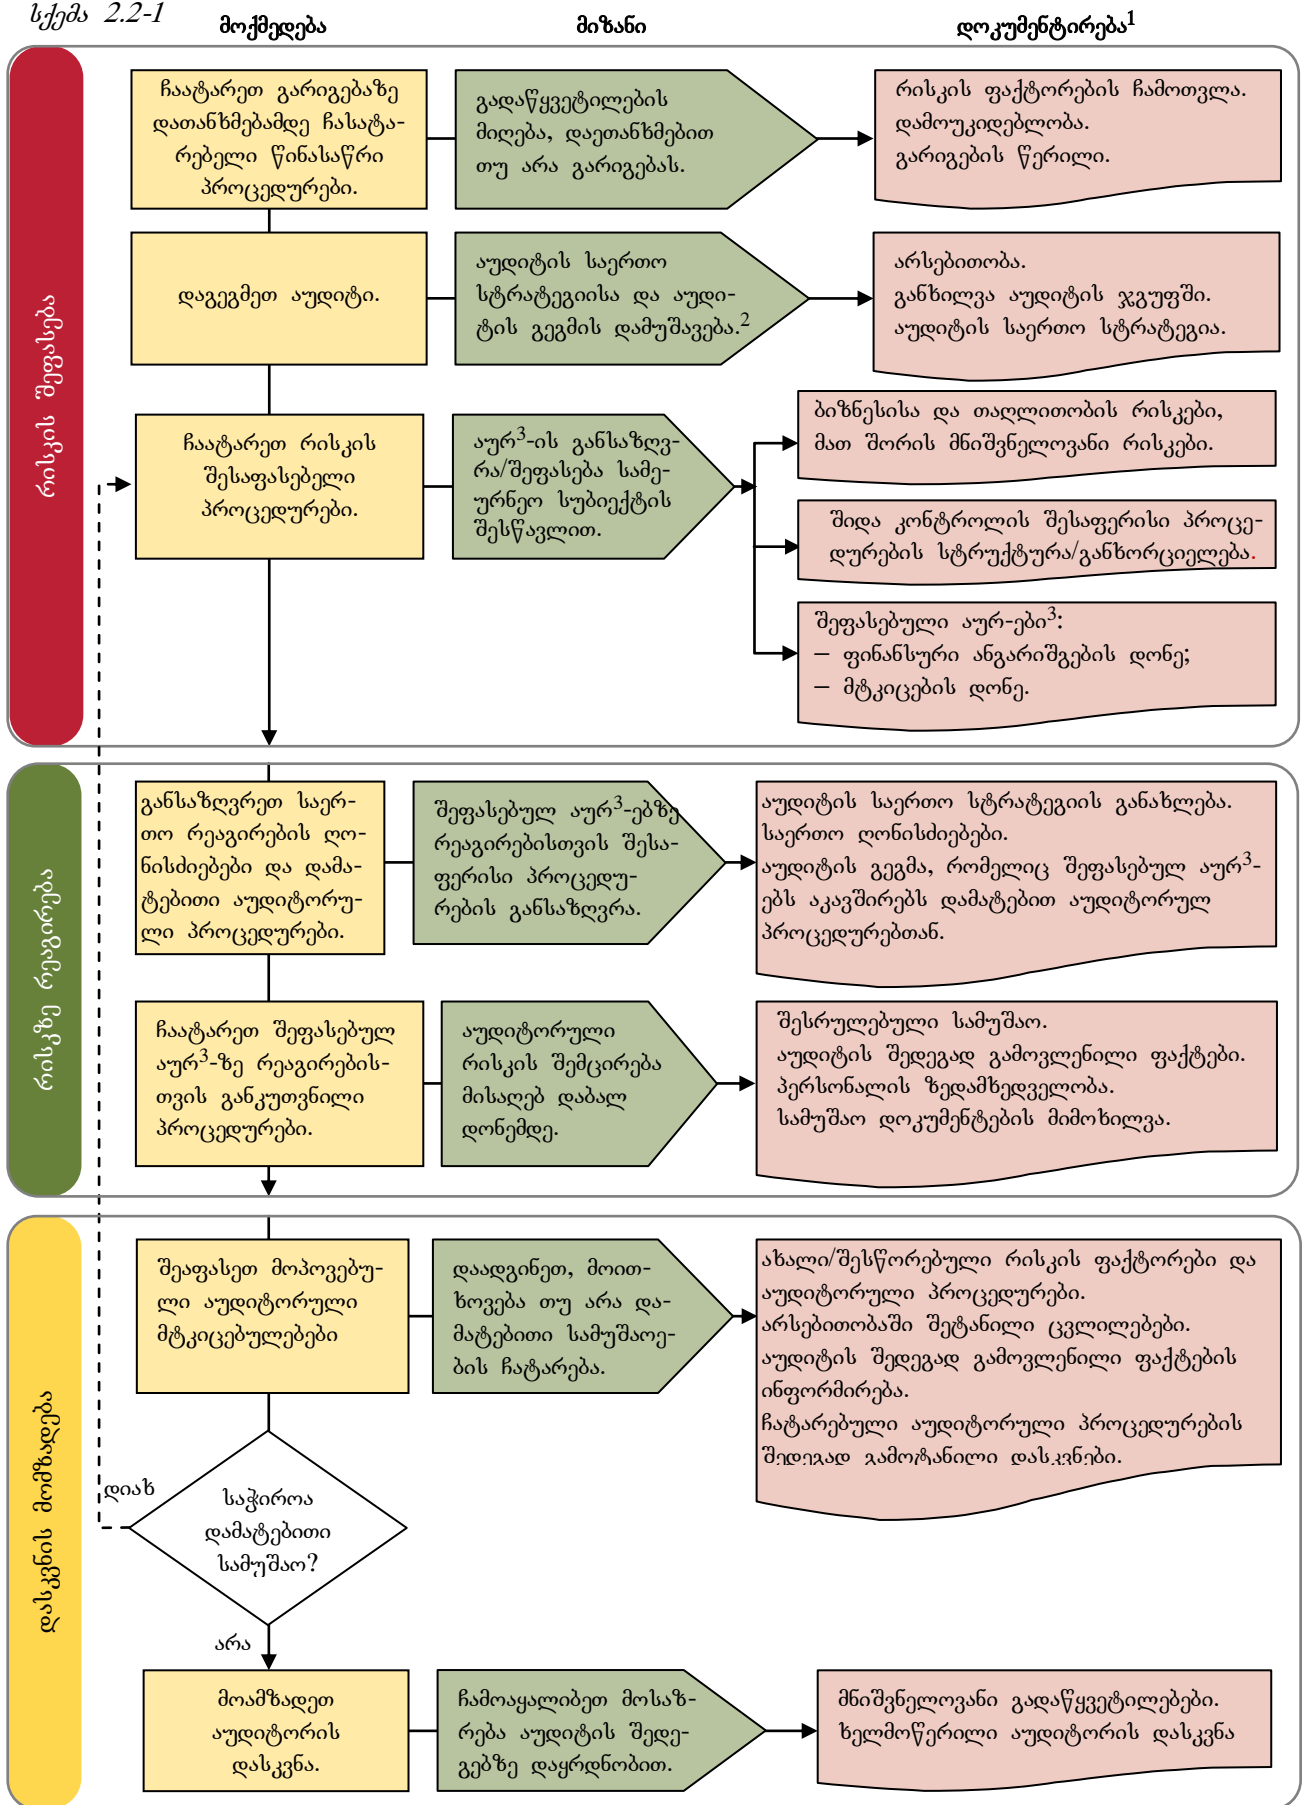 სქემა 2.2-1
მოქმედება
მიზანი
დოკუმენტირება1
რისკის შეფასება
ჩაატარეთ გარიგებაზე
დათანხმებამდე ჩასატა-
რებელი წინასაწრი
პროცედურები.
გადაწყვეტილების
მიღება, დაეთანხმებით
თუ არა გარიგებას.
რისკის ფაქტორების ჩამოთვლა.
დამოუკიდებლობა.
გარიგების წერილი.
დაგეგმეთ აუდიტი.
აუდიტის საერთო
სტრატეგიისა და აუდი-
ტის გეგმის დამუშავება.2
არსებითობა.
განხილვა აუდიტის ჯგუფში.
აუდიტის საერთო სტრატეგია.
ჩაატარეთ რისკის
შესაფასებელი
პროცედურები.
აურ3-ის განსაზღვ-
რა/შეფასება სამე-
ურნეო სუბიექტის
შესწავლით.
ბიზნესისა და თაღლითობის რისკები,
მათ შორის მნიშვნელოვანი რისკები.
შიდა კონტროლის შესაფერისი პროცე-
დურების სტრუქტურა/განხორციელება.
შეფასებული აურ-ები3:
– ფინანსური ანგარიშგების დონე;
– მტკიცების დონე.
რისკზე რეაგირება
განსაზღვრეთ საერ-
თო რეაგირების ღო-
ნისძიებები და დამა-
ტებითი აუდიტორუ-
ლი პროცედურები.
შეფასებულ აურ3-ებზე
რეაგირებისთვის შესა-
ფერისი პროცედუ-
რების განსაზღვრა.
აუდიტის საერთო სტრატეგიის განახლება.
საერთო ღონისძიებები.
აუდიტის გეგმა, რომელიც შეფასებულ აურ3-
ებს აკავშირებს დამატებით აუდიტორულ
პროცედურებთან.
ჩაატარეთ შეფასებულ
აურ3-ზე რეაგირების-
თვის განკუთვნილი
პროცედურები.
აუდიტორული
რისკის შემცირება
მისაღებ დაბალ
დონემდე.
შესრულებული სამუშაო.
აუდიტის შედეგად გამოვლენილი ფაქტები.
პერსონალის ზედამხედველობა.
სამუშაო დოკუმენტების მიმოხილვა.
დასკვნის მომზადება
შეაფასეთ მოპოვებუ-
ლი აუდიტორული
მტკიცებულებები
დაადგინეთ, მოით-
ხოვება თუ არა და-
მატებითი სამუშაოე-
ბის ჩატარება.
ახალი/შესწორებული რისკის ფაქტორები და
აუდიტორული პროცედურები.
არსებითობაში შეტანილი ცვლილებები.
აუდიტის შედეგად გამოვლენილი ფაქტების
ინფორმირება.
ჩატარებული აუდიტორული პროცედურების
შედეგად გამოტანილი დასკვნები.
დიახ
საჭიროა
დამატებითი
სამუშაო?
არა
მოამზადეთ
აუდიტორის
დასკვნა.
ჩამოაყალიბეთ მოსაზ-
რება აუდიტის შედე-
გებზე დაყრდნობით.
მნიშვნელოვანი გადაწყვეტილებები.
ხელმოწერილი აუდიტორის დასკვნა